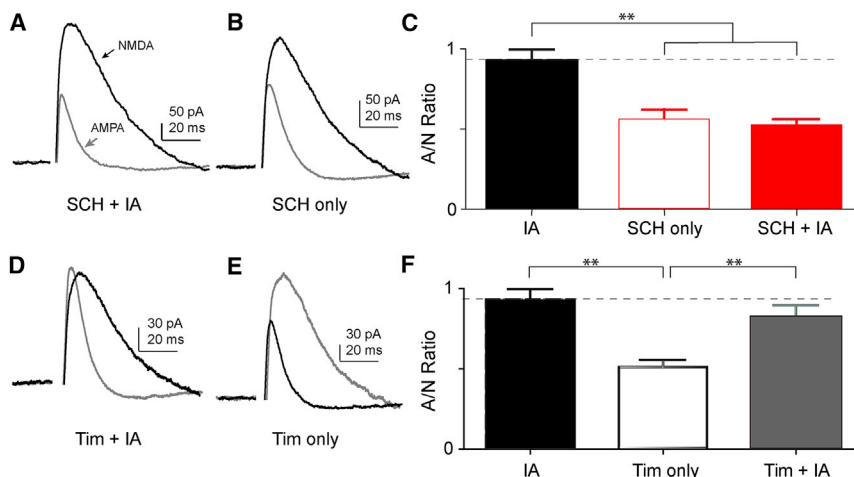 A
NMDA
AMPA
50 pA
20 ms
SCH + IA
B
50 pA
20 ms
SCH only
C
**
1
A/N Ratio
0
IA
SCH only
SCH + IA
D
30 pA
20 ms
Tim + IA
E
30 pA
20 ms
Tim only
F
**
**
1
A/N Ratio
0
IA
Tim only
Tim + IA